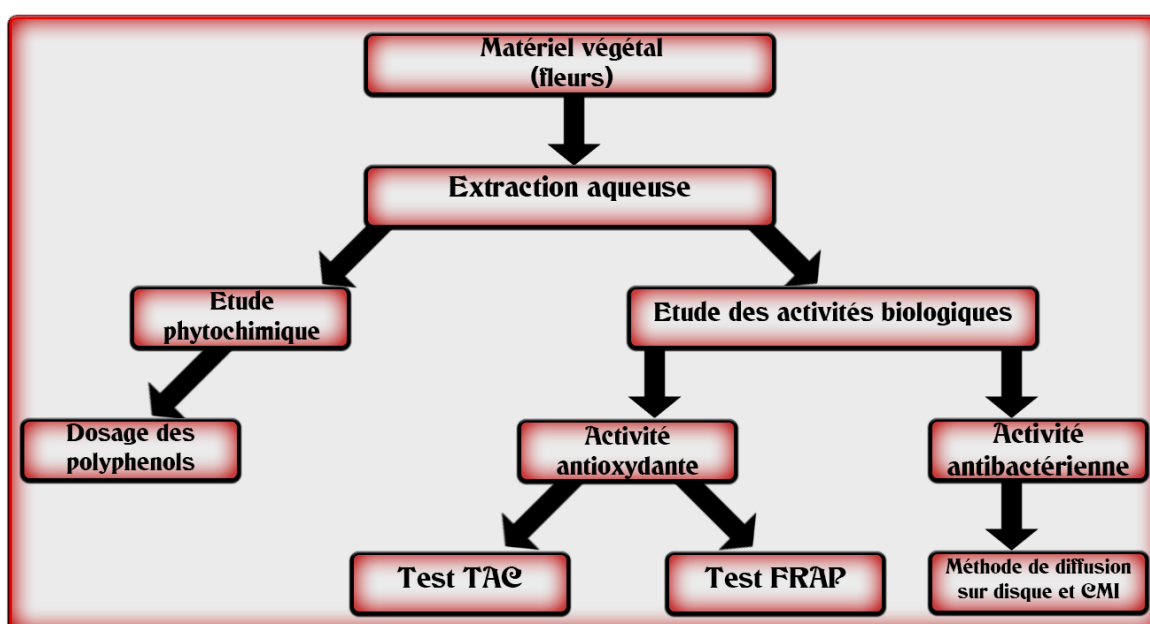 Matériel végétal
(fleurs)
Extraction aqueuse
Etude
phytochimique
Etude des activités biologiques
Dosage des
polyphenols
Activité
antioxydante
Activité
antibactérienne
Test TAC
Test FRAP
Méthode de diffusion
sur disque et CMI